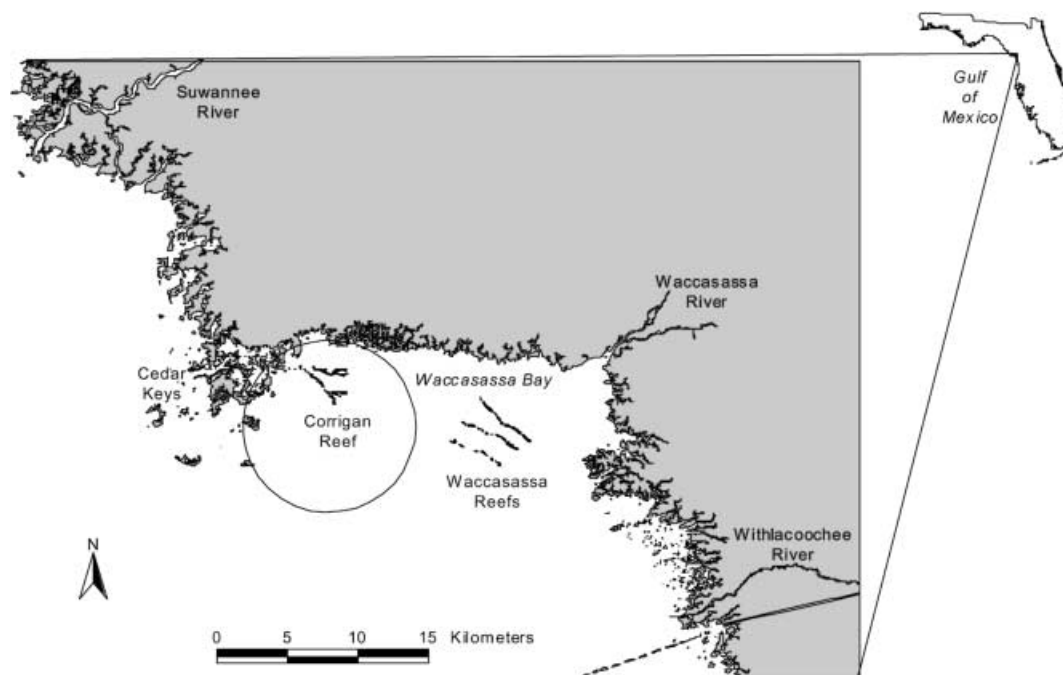 Suwannee
River
Gulf
of
Mexico
Waccasassa
River
Cedar
Keys
Waccasassa Bay
Corrigan
Reef
Waccasassa
Reefs
Withlacoochee
River
N
0 5 10 15 Kilometers